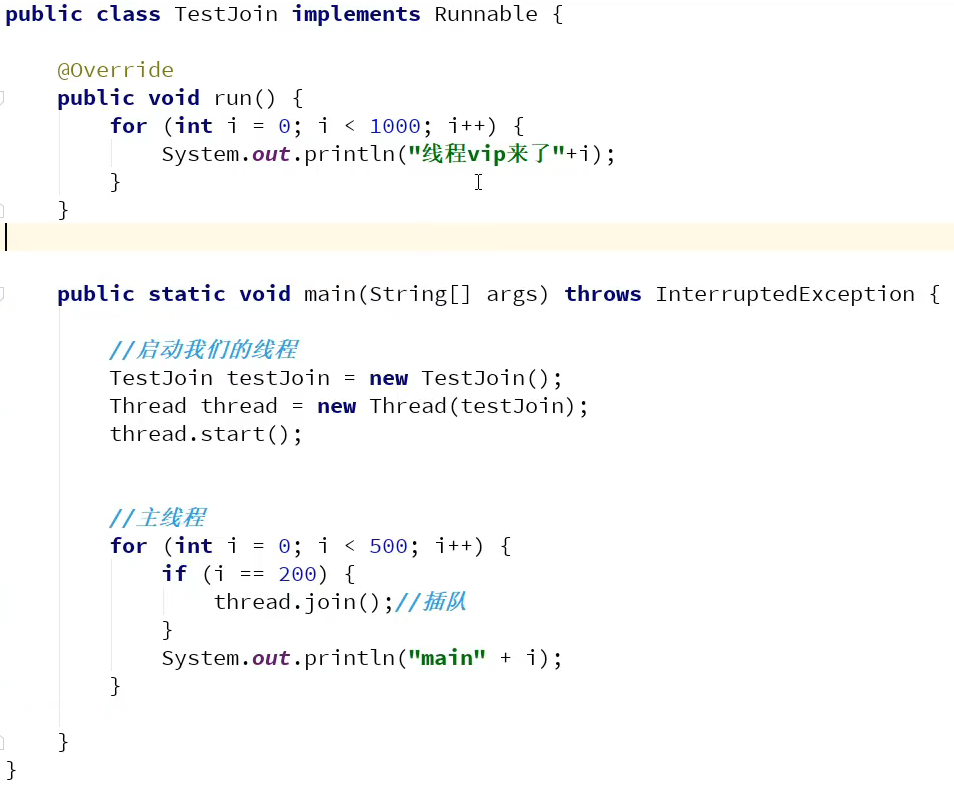 public class TestJoin implements Runnable {
@Override
public void run() {
for (int i = 0; i < 1000; i++) {
System.out.println("线程vip来了"+i);
}
}
public static void main(String[] args) throws InterruptedException {
//启动我们的线程
TestJoin testJoin = new TestJoin();
Thread thread = new Thread(testJoin);
thread.start();
//主线程
for (int i = 0; i < 500; i++) {
if (i == 200) {
thread.join();//插队
}
System.out.println("main" + i);
}
}
}